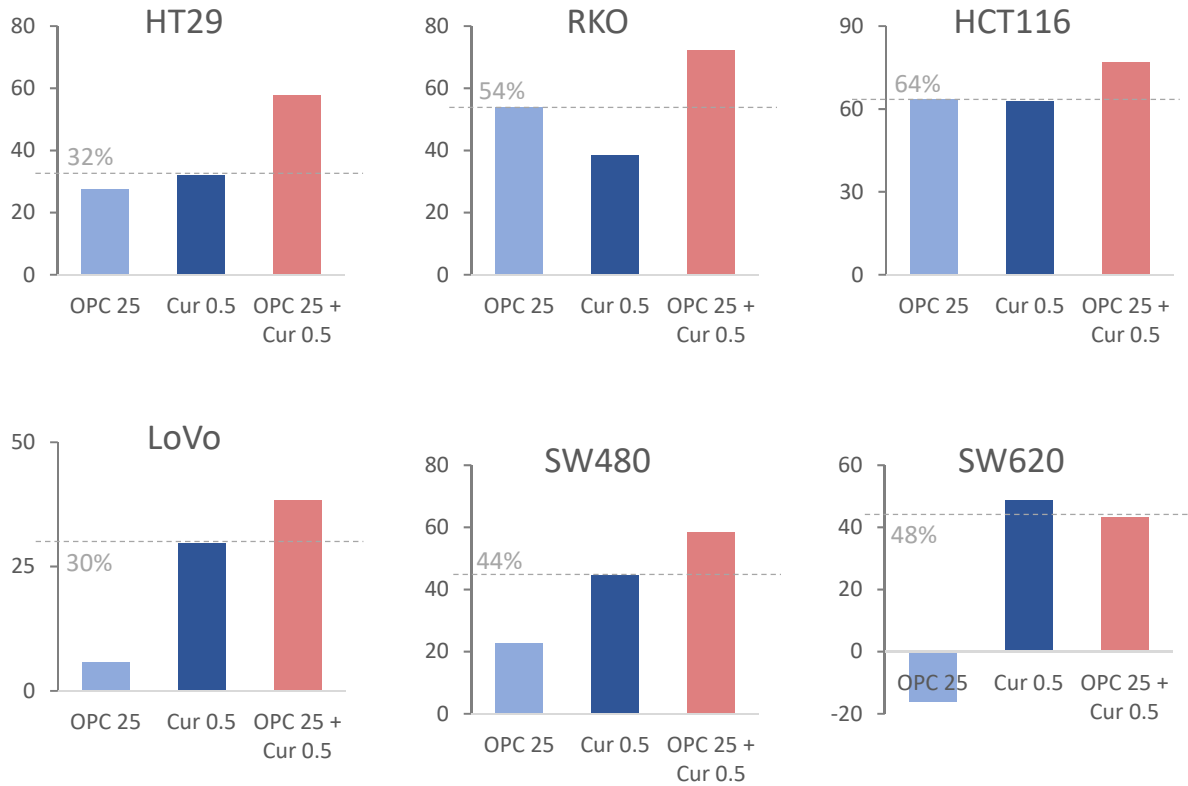 HT29
80
60
40
20
0
32%
OPC 25
Cur 0.5
OPC 25 +
Cur 0.5
RKO
80
60
40
20
0
54%
OPC 25
Cur 0.5
OPC 25 +
Cur 0.5
HCT116
90
60
30
0
64%
OPC 25
Cur 0.5
OPC 25 +
Cur 0.5
LoVo
50
25
0
30%
OPC 25
Cur 0.5
OPC 25 +
Cur 0.5
SW480
80
60
40
20
0
44%
OPC 25
Cur 0.5
OPC 25 +
Cur 0.5
SW620
60
40
20
0
-20
48%
OPC 25
Cur 0.5
OPC 25 +
Cur 0.5